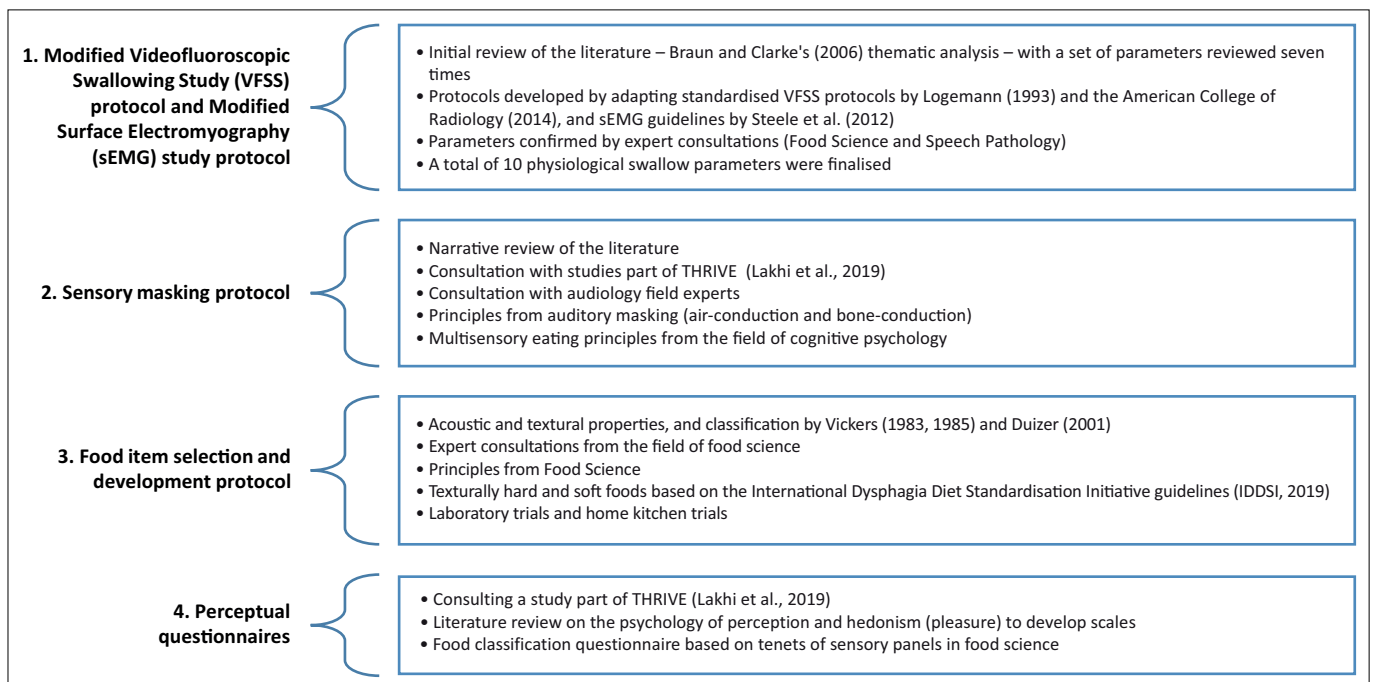 1. Modified Videofluoroscopic
Swallowing Study (VFSS)
protocol and Modified
Surface Electromyography
(sEMG) study protocol
• Initial review of the literature – Braun and Clarke's (2006) thematic analysis – with a set of parameters reviewed seven
times
• Protocols developed by adapting standardised VFSS protocols by Logemann (1993) and the American College of
Radiology (2014), and sEMG guidelines by Steele et al. (2012)
• Parameters confirmed by expert consultations (Food Science and Speech Pathology)
• A total of 10 physiological swallow parameters were finalised
2. Sensory masking protocol
• Narrative review of the literature
• Consultation with studies part of THRIVE (Lakhi et al., 2019)
• Consultation with audiology field experts
• Principles from auditory masking (air-conduction and bone-conduction)
• Multisensory eating principles from the field of cognitive psychology
3. Food item selection and
development protocol
• Acoustic and textural properties, and classification by Vickers (1983, 1985) and Duizer (2001)
• Expert consultations from the field of food science
• Principles from Food Science
• Texturally hard and soft foods based on the International Dysphagia Diet Standardisation Initiative guidelines (IDDSI, 2019)
• Laboratory trials and home kitchen trials
4. Perceptual
questionnaires
• Consulting a study part of THRIVE (Lakhi et al., 2019)
• Literature review on the psychology of perception and hedonism (pleasure) to develop scales
• Food classification questionnaire based on tenets of sensory panels in food science